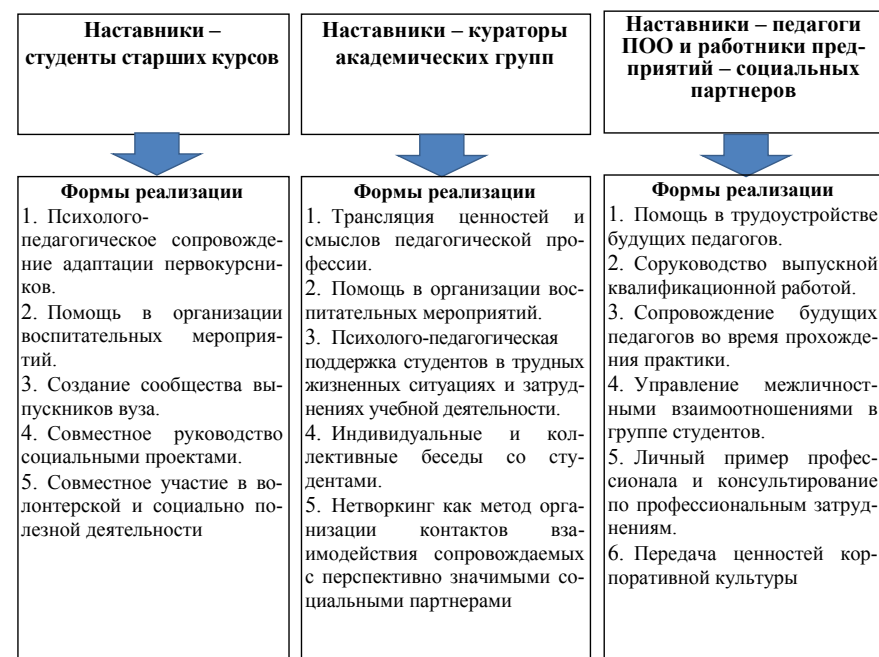 Наставники –
студенты старших курсов
Формы реализации
1. Психолого-
педагогическое сопровожде-
ние адаптации первокурсни-
ков.
2. Помощь в организации
воспитательных мероприя-
тий.
3. Создание сообщества вы-
пускников вуза.
4. Совместное руководство
социальными проектами.
5. Совместное участие в во-
лонтерской и социально по-
лезной деятельности
Наставники – кураторы
академических групп
Формы реализации
1. Трансляция ценностей и
смыслов педагогической про-
фессии.
2. Помощь в организации вос-
питательных мероприятий.
3. Психолого-педагогическая
поддержка студентов в трудных
жизненных ситуациях и затруд-
нениях учебной деятельности.
4. Индивидуальные и кол-
лективные беседы со сту-
дентами.
5. Нетворкинг как метод орга-
низации контактов вза-
имодействия сопровождаемых
с перспективно значимыми со-
циальными партнерами
Наставники – педагоги
ПОО и работники пред-
приятий – социальных
партнеров
Формы реализации
1. Помощь в трудоустройстве
будущих педагогов.
2. Соруководство выпускной
квалификационной работой.
3. Сопровождение будущих
педагогов во время прохожде-
ния практики.
4. Управление межличност-
ными взаимоотношениями в
группе студентов.
5. Личный пример профес-
сионала и консультирование
по профессиональным затруд-
нениям.
6. Передача ценностей кор-
поративной культуры